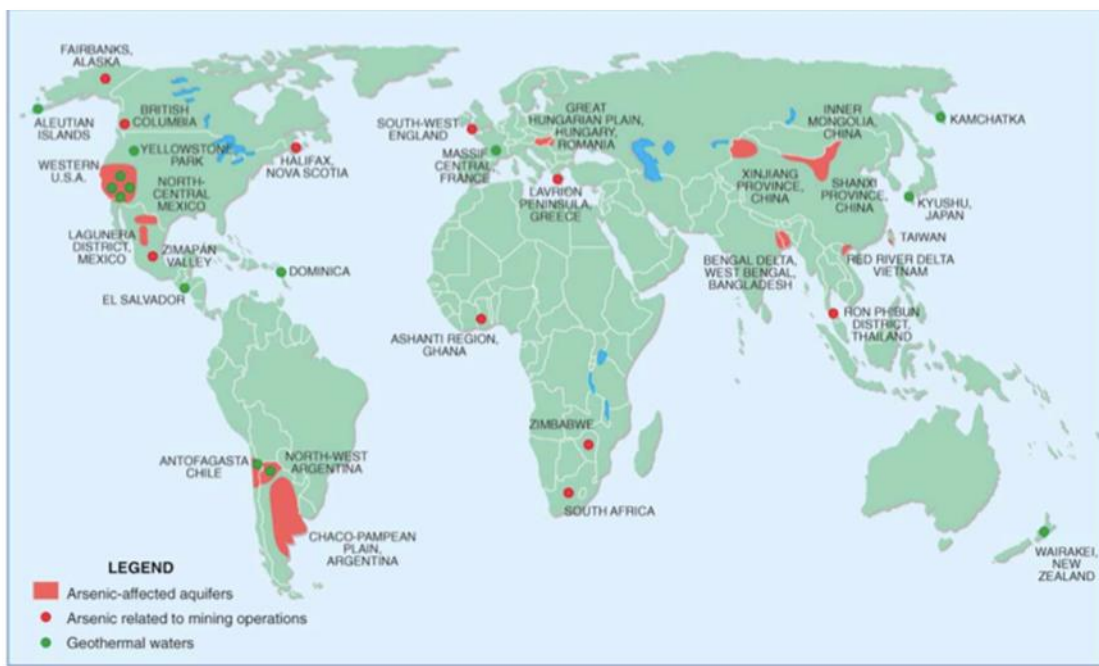 FAIRBANKS,
ALASKA
ALEUTIAN
ISLANDS
BRITISH
COLUMBIA
YELLOWSTONE
PARK
HALIFAX,
NOVA SCOTIA
WESTERN
U.S.A.
NORTH-
CENTRAL
MEXICO
LAGUNERA
DISTRICT,
MEXICO
ZIMAPÁN
VALLEY
DOMINICA
EL SALVADOR
SOUTH-WEST
ENGLAND
GREAT
HUNGARIAN PLAIN,
HUNGARY,
ROMANIA
MASSIF
CENTRAL,
FRANCE
LAVRION
PENINSULA,
GREECE
INNER
MONGOLIA,
CHINA
KAMCHATKA
XINJIANG
PROVINCE,
CHINA
SHANXI
PROVINCE,
CHINA
KYUSHU,
JAPAN
TAIWAN
BENGAL DELTA,
WEST BENGAL,
BANGLADESH
RED RIVER DELTA
VIETNAM
RON PHIBUN
DISTRICT,
THAILAND
ASHANTI REGION,
GHANA
ZIMBABWE
SOUTH AFRICA
ANTOFAGASTA
CHILE
NORTH-WEST
ARGENTINA
CHACO-PAMPEAN
PLAIN,
ARGENTINA
WAIRAKEI,
NEW
ZEALAND
LEGEND
Arsenic-affected aquifers
Arsenic related to mining operations
Geothermal waters